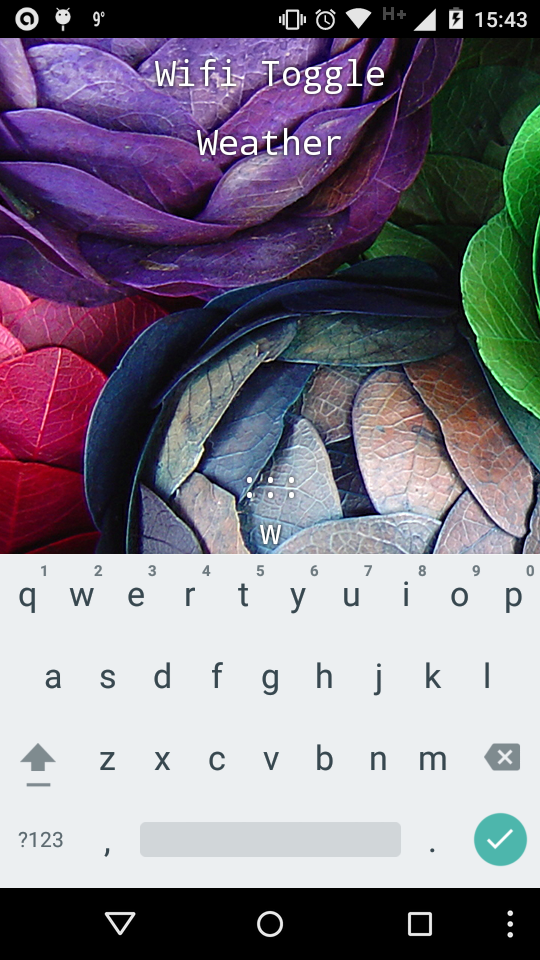 9° H+ 15:43
Wifi Toggle
Weather
w
1 2 3 4 5 6 7 8 9 0
q w e r t y u i o p
a s d f g h j k l
z x c v b n m
?123 , .